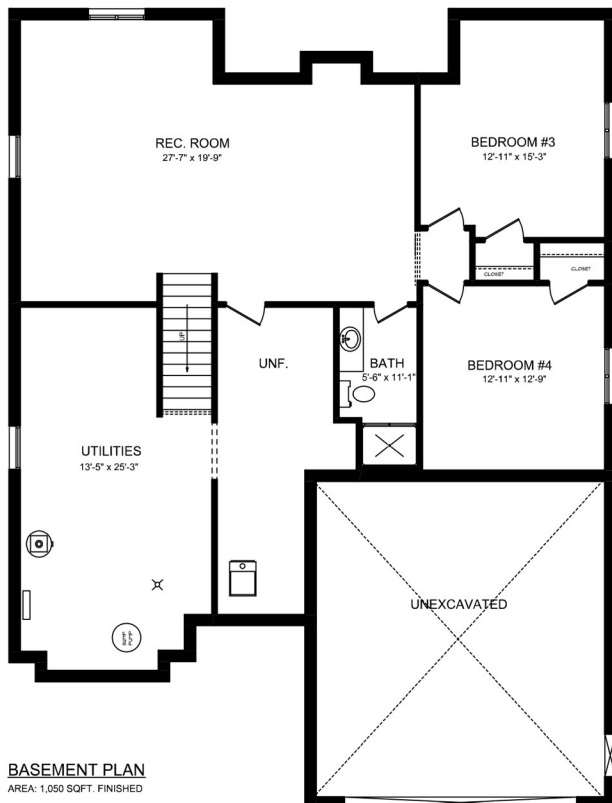 REC. ROOM
27'-7" x 19'-9"
BEDROOM #3
12'-11" x 15'-3"
CLOSET
CLOSET
UP
UNF.
BATH
5'-6" x 11'-1"
BEDROOM #4
12'-11" x 12'-9"
UTILITIES
13'-5" x 25'-3"
UNEXCAVATED
SUMP
PUMP
BASEMENT PLAN
AREA: 1,050 SQFT. FINISHED